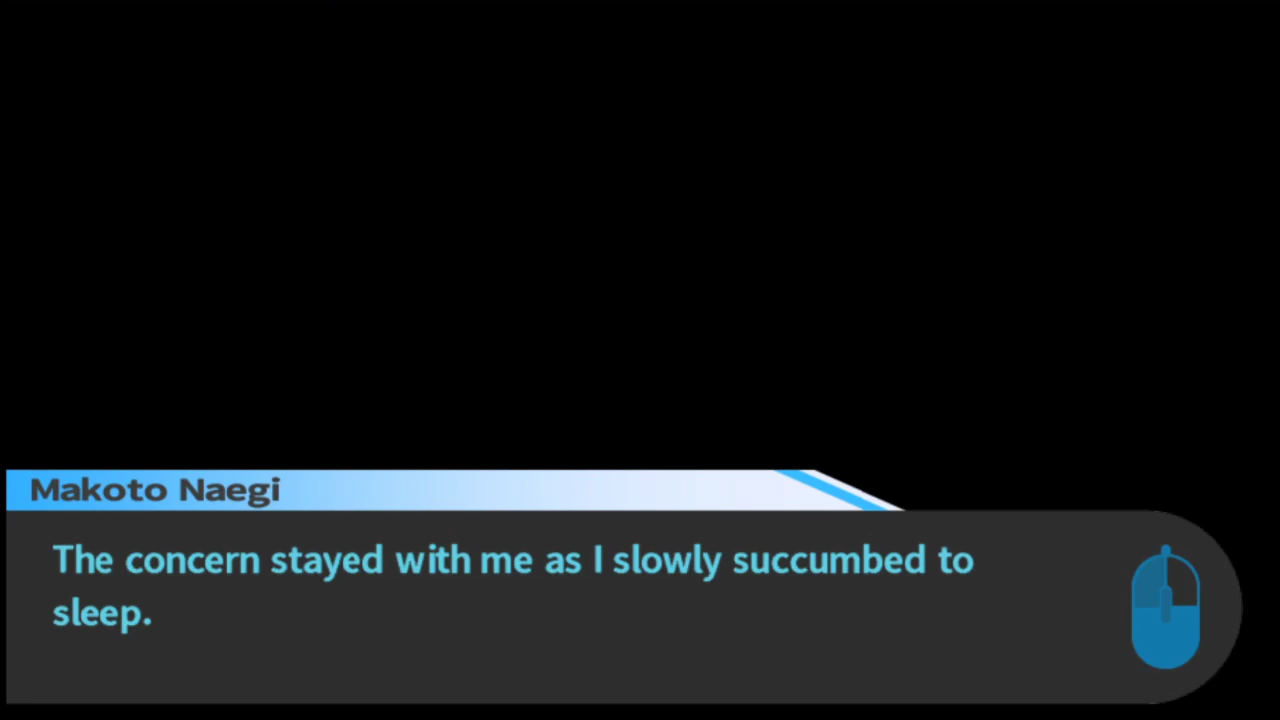 Makoto Naegi
The concern stayed with me as I slowly succumbed to
sleep.